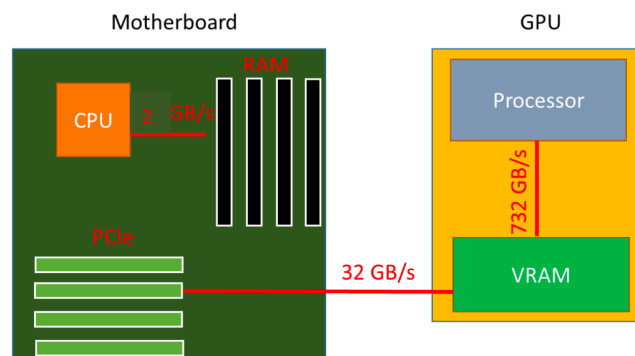 Motherboard
GPU
RAM
CPU
2 GB/s
Processor
732 GB/s
PCIe
32 GB/s
VRAM